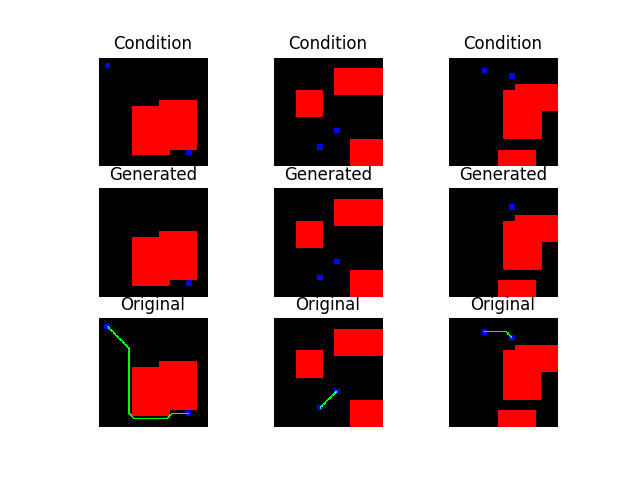 Condition Condition Condition
Generated Generated Generated
Original Original Original